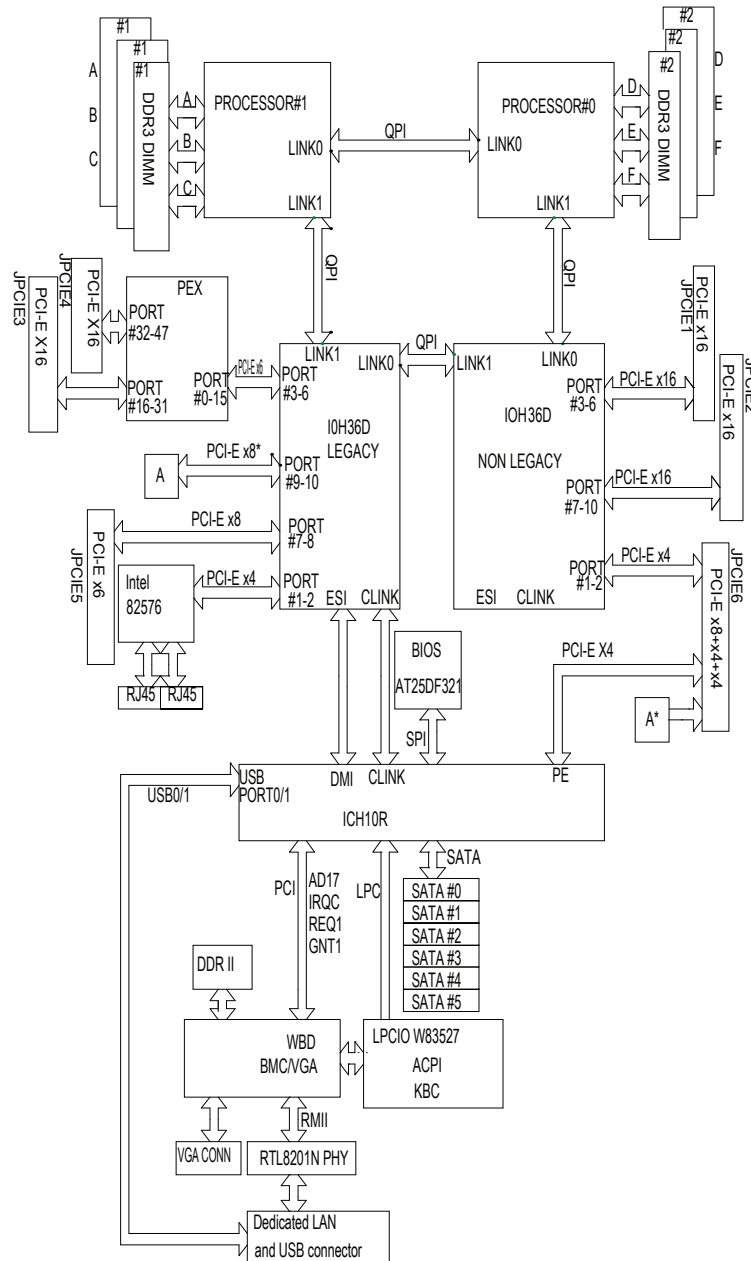 #1
#1
#1
A
B
C
DDR3 DIMM
A
B
C
PROCESSOR#1
LINK0
LINK1
QPI
PROCESSOR#0
LINK0
LINK1
D
E
F
#2
#2
#2
DDR3 DIMM
D
E
F
QPI
QPI
JPCIE3
PCI-E X16
JPCIE4
PCI-E X16
PEX
PORT
#32-47
PORT
#16-31
PORT
#0-15
PCI-E x6
LINK1
LINK0
PORT
#3-6
I0H36D
LEGACY
PORT
#9-10
PORT
#7-8
PORT
#1-2
ESI
CLINK
QPI
LINK1
LINK0
PORT
#3-6
IOH36D
NON LEGACY
PORT
#7-10
PORT
#1-2
ESI
CLINK
PCI-E x16
PCI-E x16
JPCIE1
JPCIE2
PCI-E x16
PCI-E x16
A
PCI-E x8*
PCI-E x8
JPCIE5
PCI-E x6
Intel
82576
PCI-E x4
RJ45
RJ45
PCI-E x4
JPCIE6
PCI-E x8+x4+x4
PCI-E X4
A*
BIOS
AT25DF321
SPI
USB
PORT0/1
USB0/1
DMI
CLINK
PE
ICH10R
PCI
AD17
IRQC
REQ1
GNT1
LPC
SATA
SATA #0
SATA #1
SATA #2
SATA #3
SATA #4
SATA #5
DDR II
WBD
BMC/VGA
LPCIO W83527
ACPI
KBC
RMII
VGA CONN
RTL8201N PHY
Dedicated LAN
and USB connector